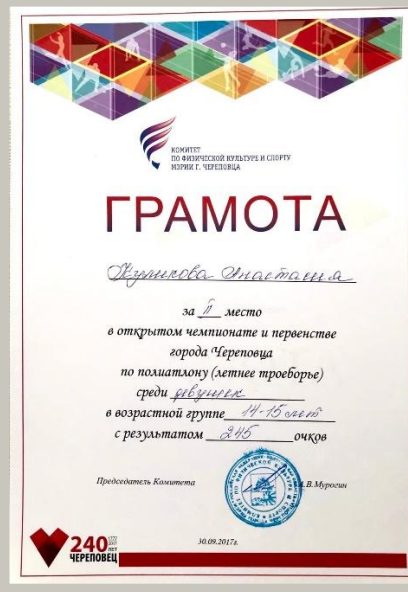 КОМИТЕТ
ПО ФИЗИЧЕСКОЙ КУЛЬТУРЕ И СПОРТУ
МЭРИИ Г. ЧЕРЕПОВЦА
ГРАМОТА
Жуликова Анастасия
за II место
в открытом чемпионате и первенстве
города Череповца
по полиатлону (летнее троеборье)
среди девушек
в возрастной группе 14-15 лет
с результатом 245 очков
Председатель Комитета А.В.Мурогин
30.09.2017г.
240 ЛЕТ
ЧЕРЕПОВЕЦ